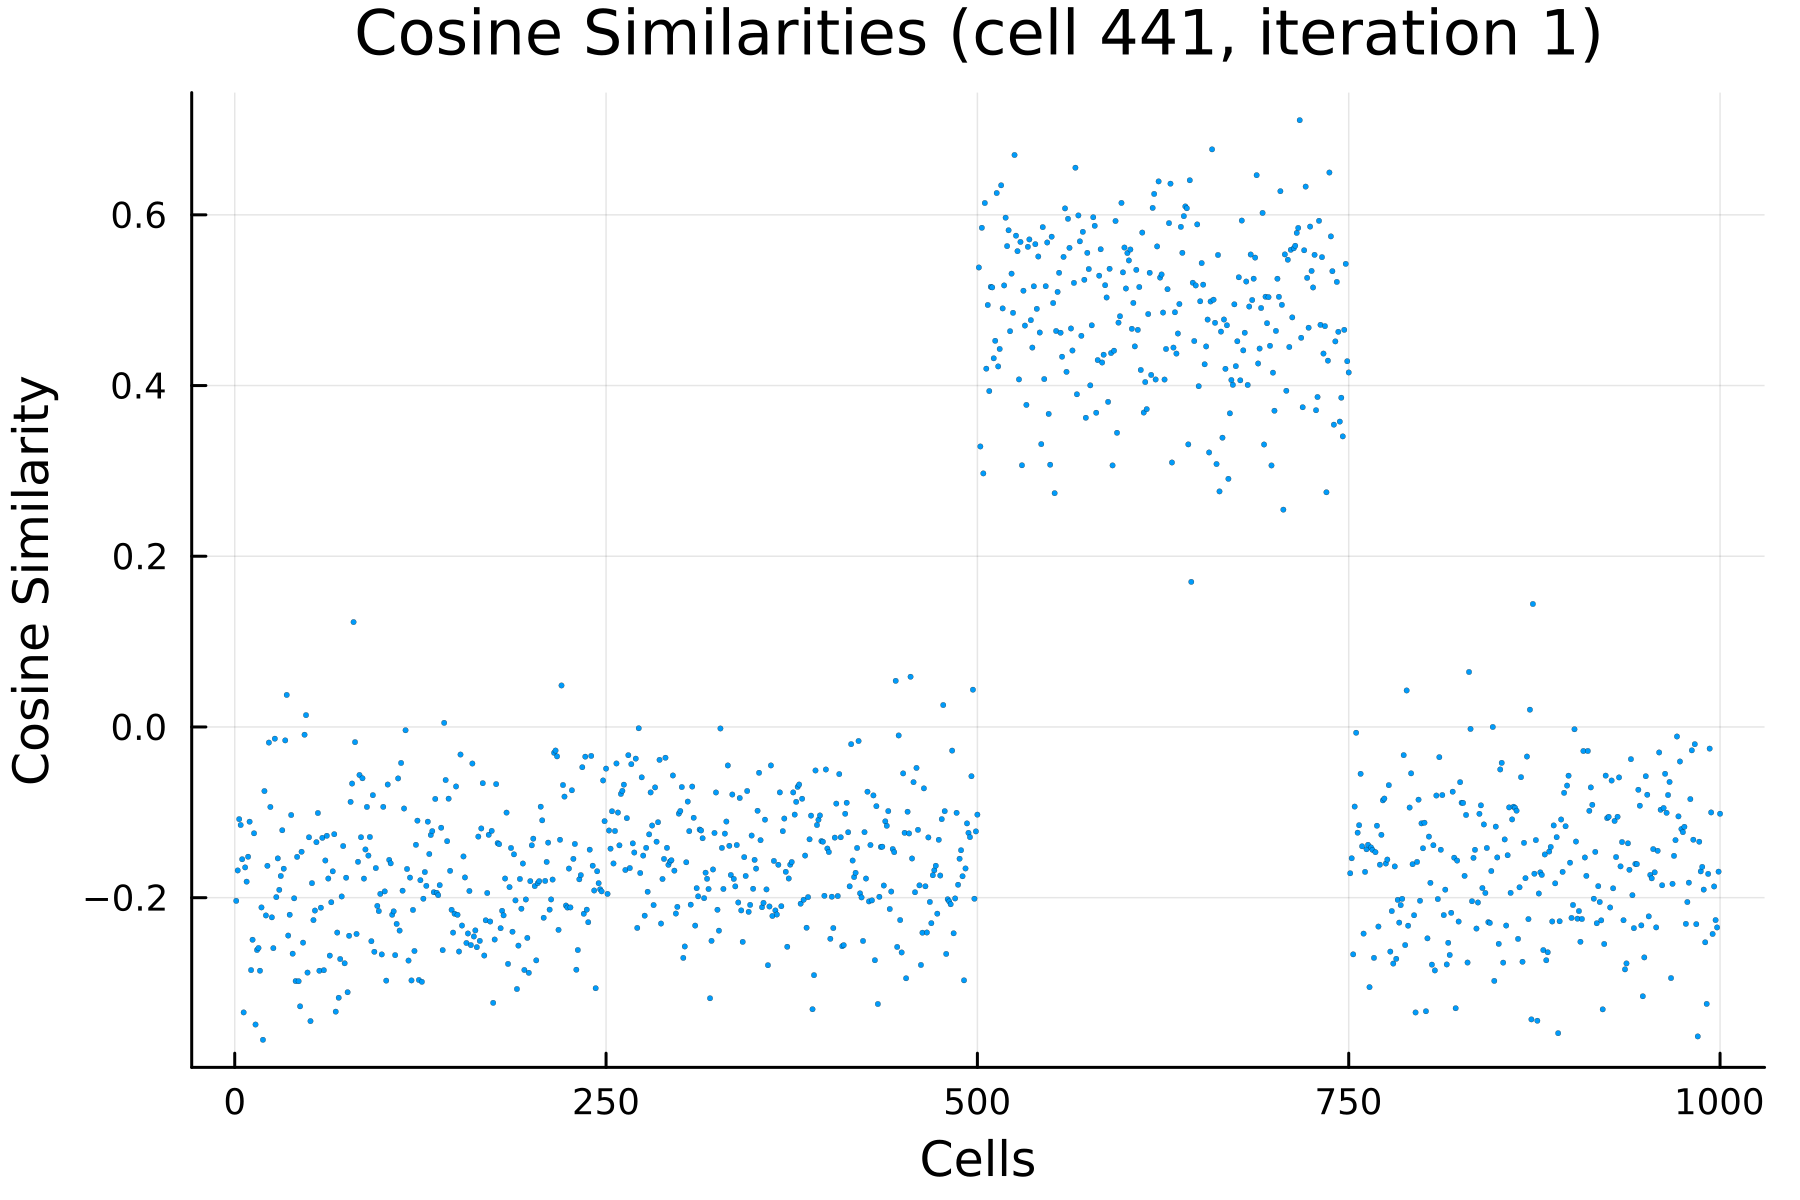 Cosine Similarities (cell 441, iteration 1)
Cosine Similarity
0.6
0.4
0.2
0.0
−0.2
0 250 500 750 1000
Cells